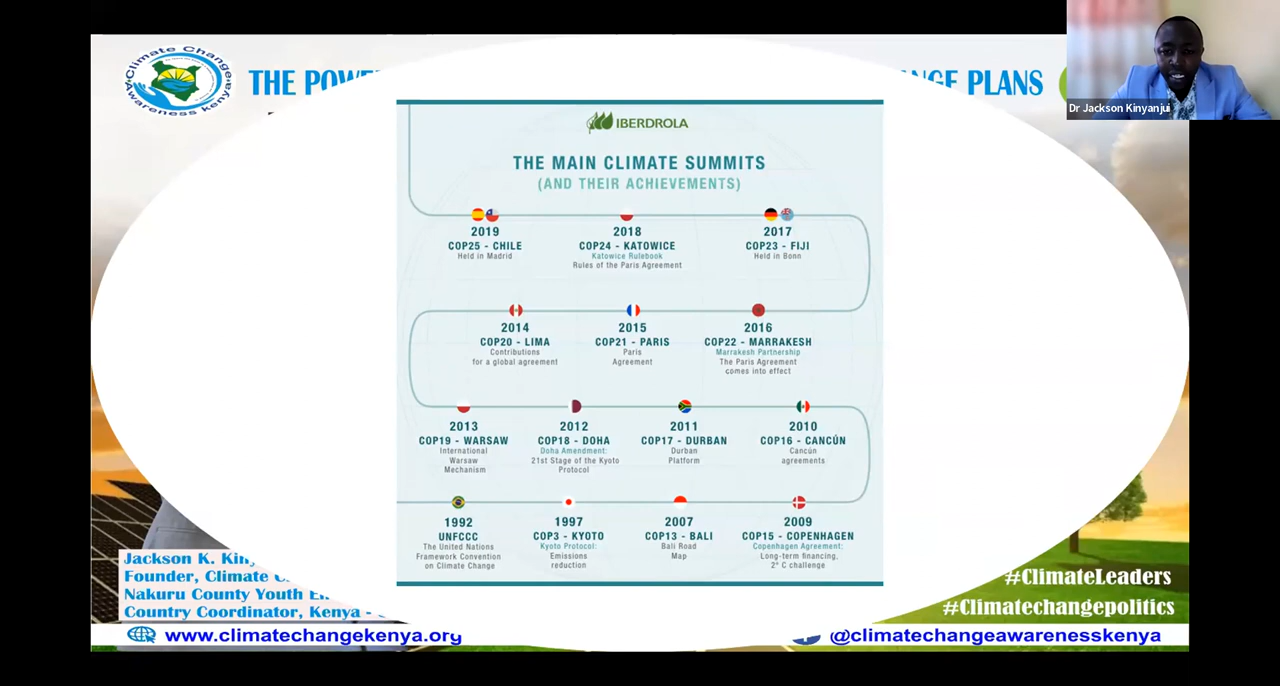 Climate Change
Awareness kenya
THE POWE
NGE PLANS
Dr Jackson Kinyanjui
IBERDROLA
THE MAIN CLIMATE SUMMITS
(AND THEIR ACHIEVEMENTS)
2019
COP25 - CHILE
Held in Madrid
2018
COP24 - KATOWICE
Katowice Rulebook
Rules of the Paris Agreement
2017
COP23 - FIJI
Held in Bonn
2014
COP20 - LIMA
Contributions
for a global agreement
2015
COP21 - PARIS
Paris
Agreement
2016
COP22 - MARRAKESH
Marrakesh Partnership
The Paris Agreement
comes into effect
2013
COP19 - WARSAW
International
Warsaw
Mechanism
2012
COP18 - DOHA
Doha Amendment:
21st Stage of the Kyoto
Protocol
2011
COP17 - DURBAN
Durban
Platform
2010
COP16 - CANCÚN
Cancún
agreements
1992
UNFCCC
The United Nations
Framework Convention
on Climate Change
1997
COP3 - KYOTO
Kyoto Protocol:
Emissions
reduction
2007
COP13 - BALI
Bali Road
Map
2009
COP15 - COPENHAGEN
Copenhagen Agreement:
Long-term financing,
2° C challenge
Jackson K. Kin
Founder, Climate C
Nakuru County Youth E
Country Coordinator, Kenya -
#ClimateLeaders
#Climatechangepolitics
www.climatechangekenya.org
@climatechangeawarenesskenya